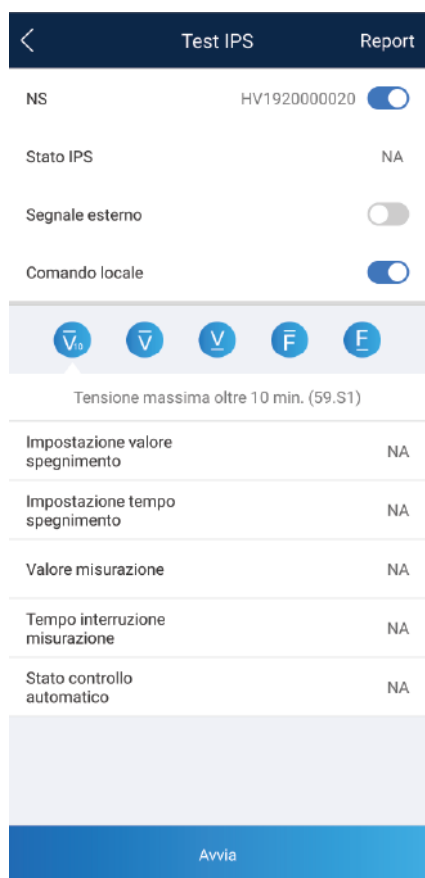 Test IPS Report
NS HV1920000020
Stato IPS NA
Segnale esterno
Comando locale
V10 V V F F
Tensione massima oltre 10 min. (59.S1)
Impostazione valore
spegnimento NA
Impostazione tempo
spegnimento NA
Valore misurazione NA
Tempo interruzione
misurazione NA
Stato controllo
automatico NA
Avvia